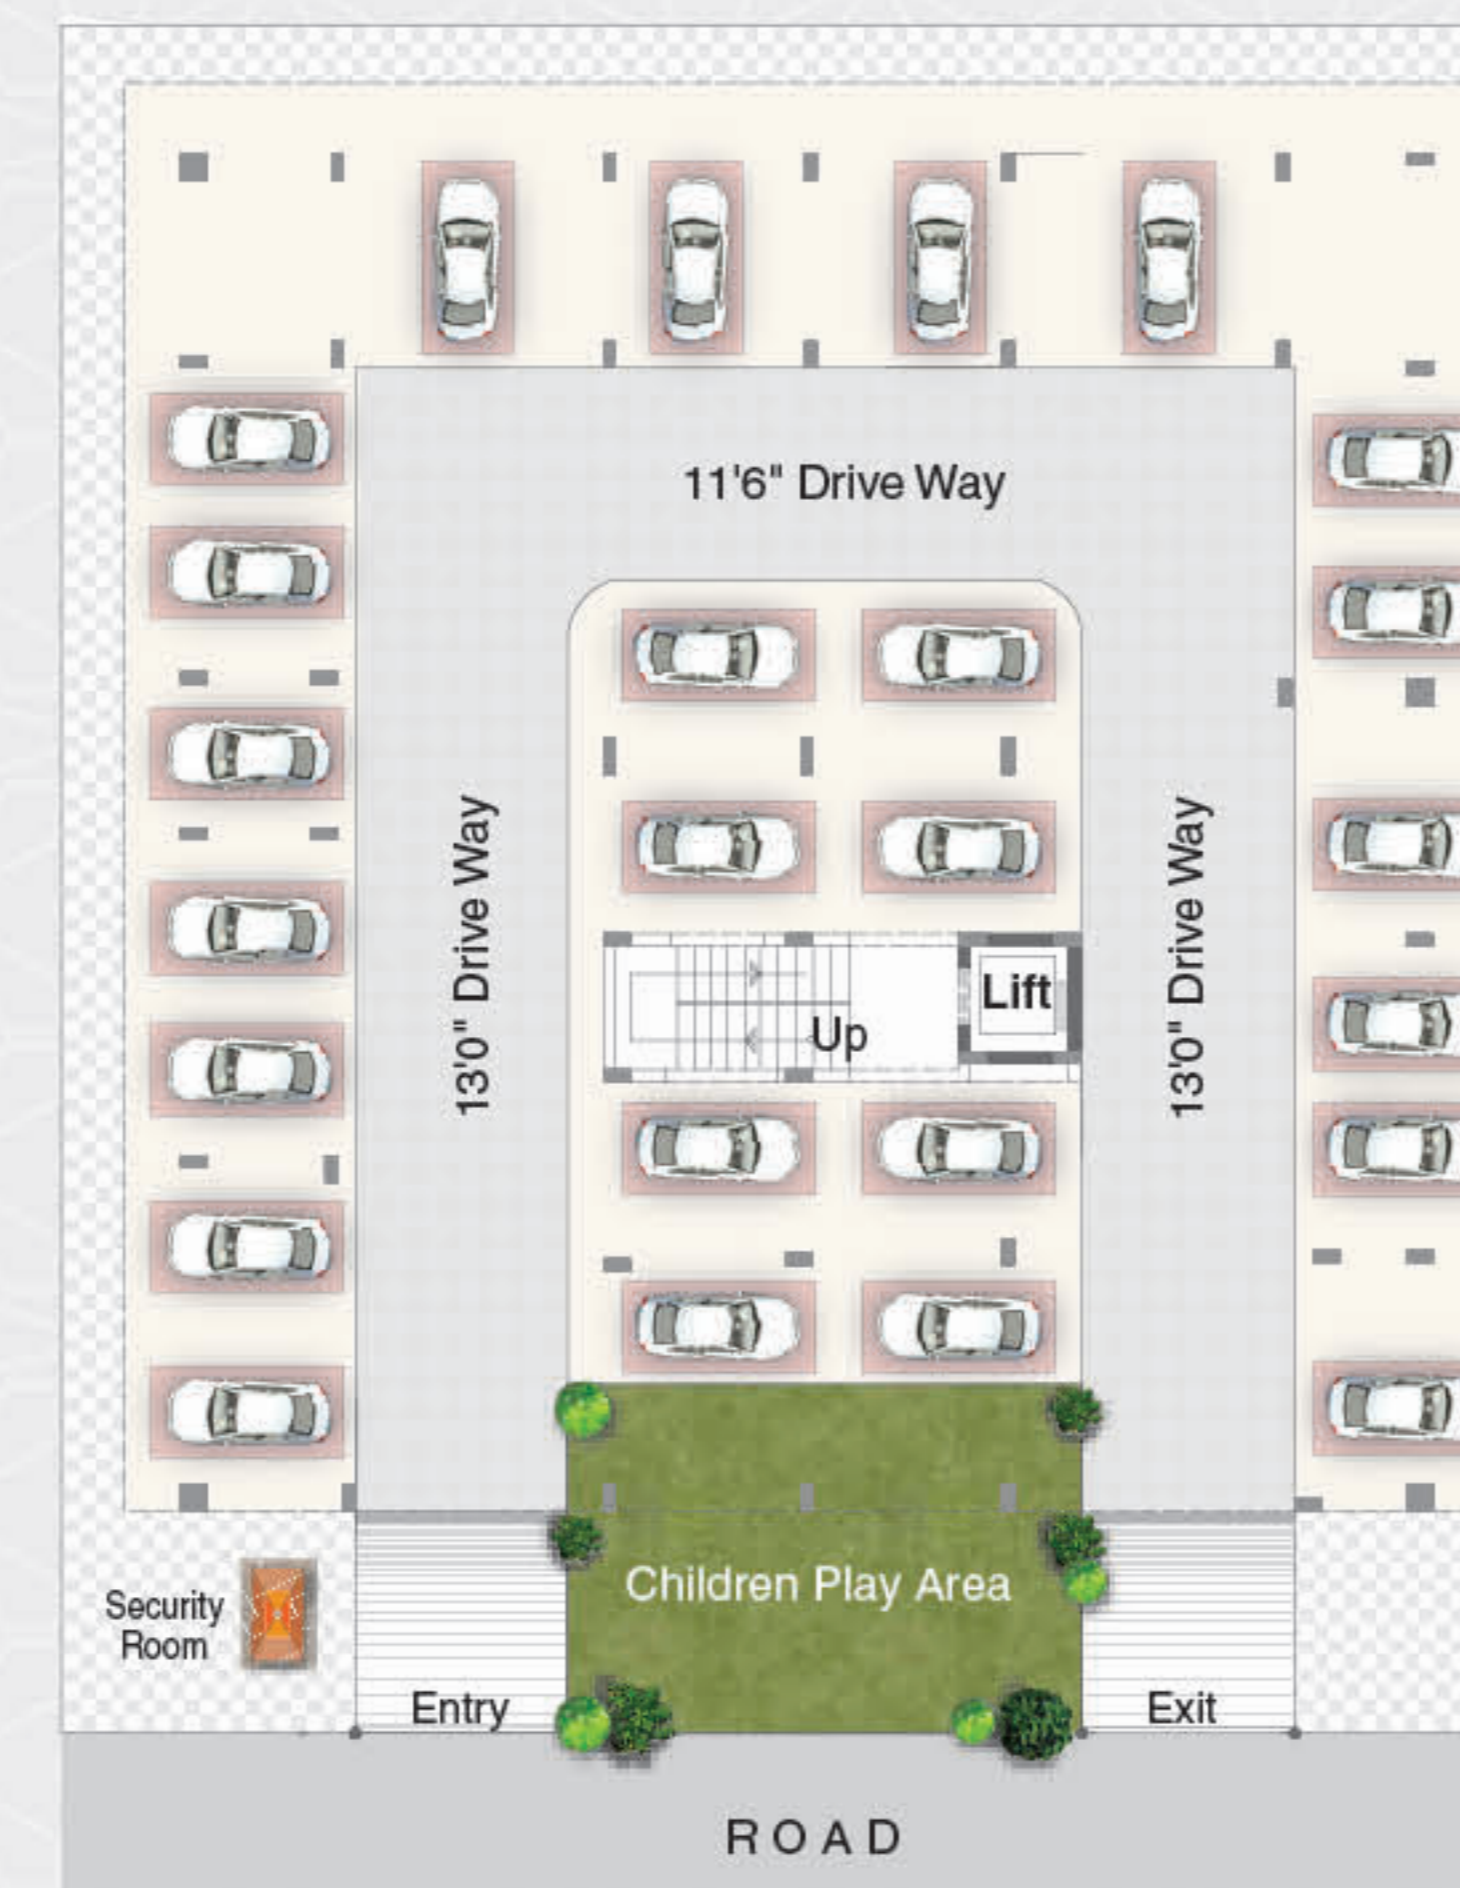 11'6" Drive Way
13'0" Drive Way
13'0" Drive Way
Lift
Up
Children Play Area
Security
Room
Entry
Exit
ROAD